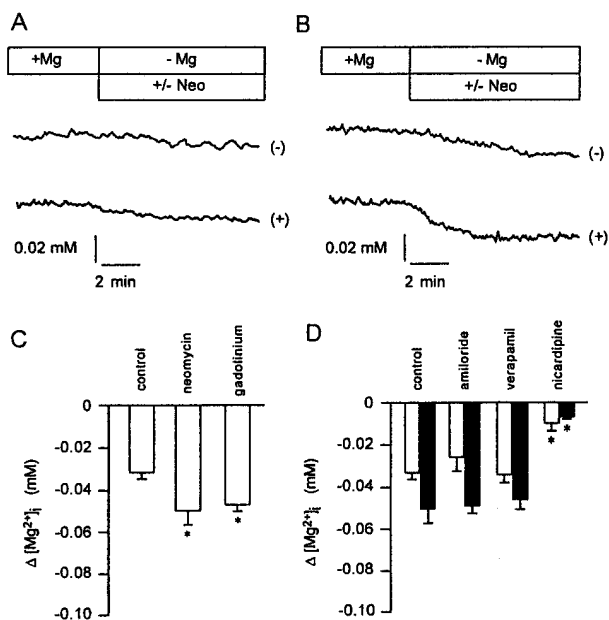 A
+Mg
- Mg
+/- Neo
(-)
(+)
0.02 mM
2 min
B
+Mg
- Mg
+/- Neo
(-)
(+)
0.02 mM
2 min
C
control
neomycin
gadolinium
0
-0.02
-0.04
-0.06
-0.08
-0.10
Δ [Mg²⁺]i (mM)
*
*
D
control
amiloride
verapamil
nicardipine
0
-0.02
-0.04
-0.06
-0.08
-0.10
Δ [Mg²⁺]i (mM)
*
*